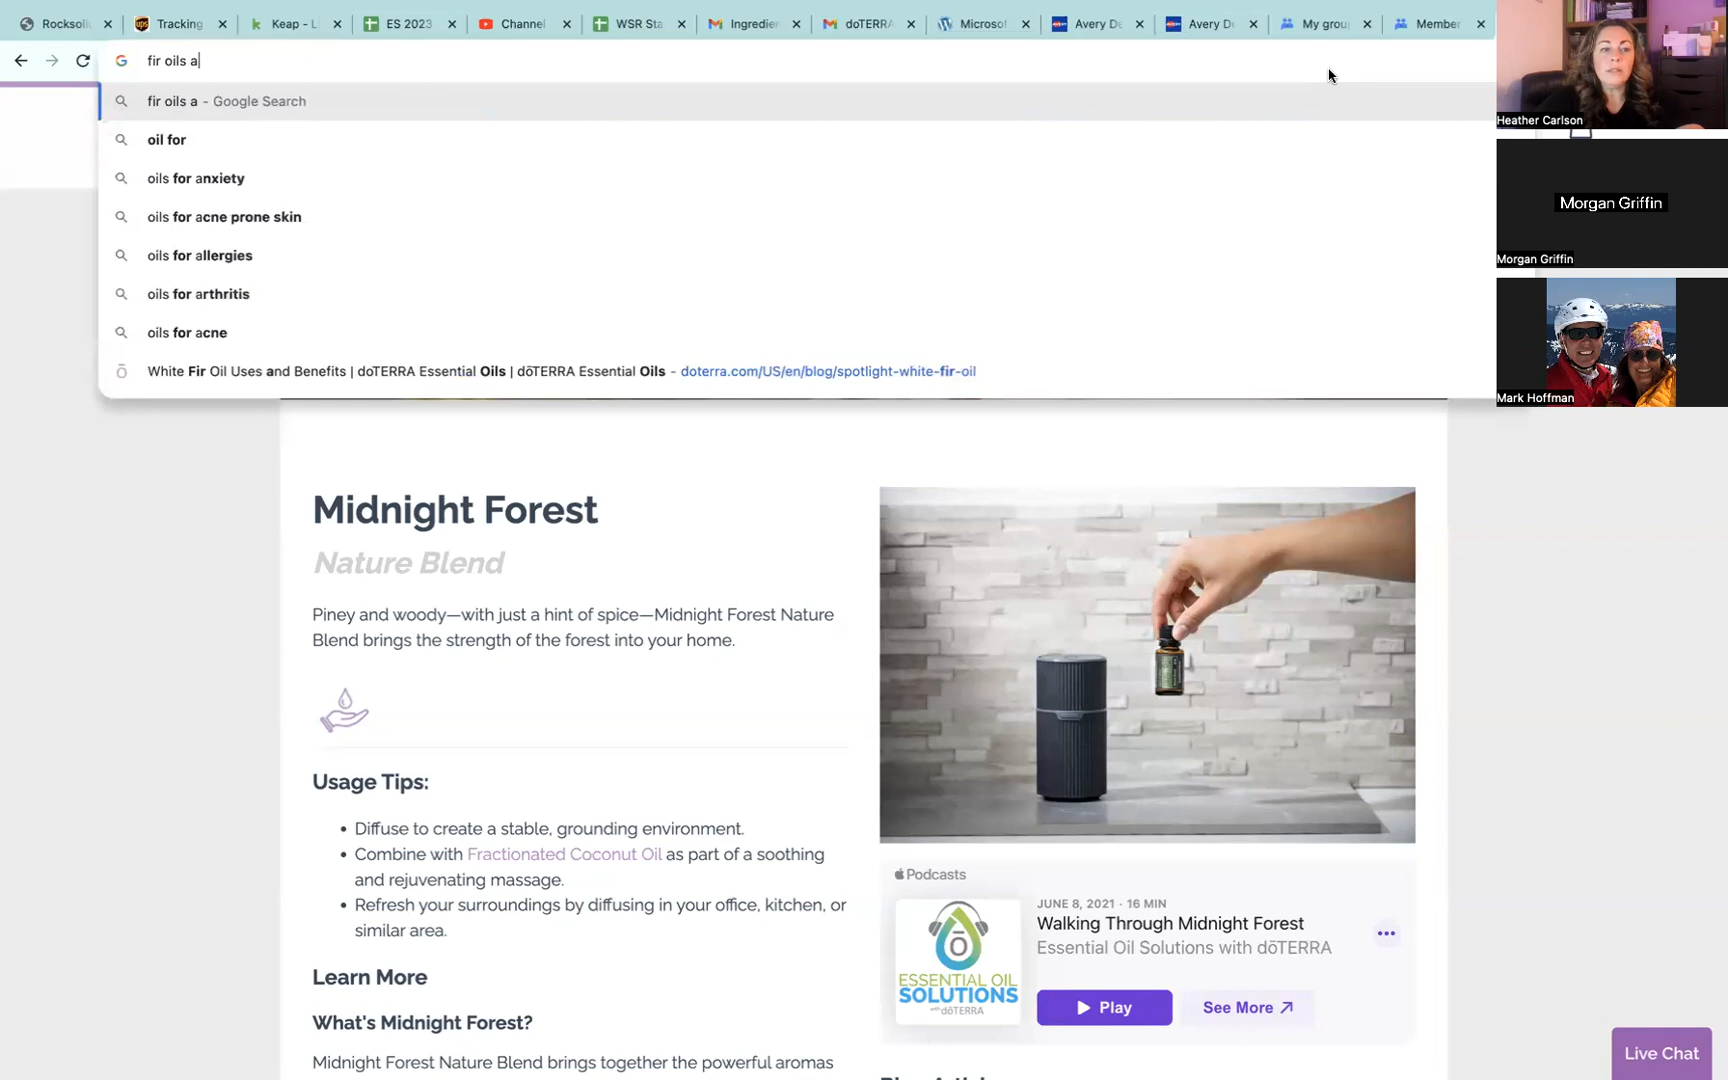 Rocksoli
Tracking
Keap - Li
ES 2023
Channel
WSR Sta
Ingredien
doTERRA
Microsof
Avery De
Avery De
My grou
Member
fir oils a
fir oils a - Google Search
oil for
oils for anxiety
oils for acne prone skin
oils for allergies
oils for arthritis
oils for acne
White Fir Oil Uses and Benefits | doTERRA Essential Oils | dōTERRA Essential Oils - doterra.com/US/en/blog/spotlight-white-fir-oil
Heather Carlson
Morgan Griffin
Morgan Griffin
Mark Hoffman
Midnight Forest
Nature Blend
Piney and woody—with just a hint of spice—Midnight Forest Nature
Blend brings the strength of the forest into your home.
Usage Tips:
• Diffuse to create a stable, grounding environment.
• Combine with Fractionated Coconut Oil as part of a soothing
and rejuvenating massage.
• Refresh your surroundings by diffusing in your office, kitchen, or
similar area.
Learn More
What's Midnight Forest?
Midnight Forest Nature Blend brings together the powerful aromas
Podcasts
JUNE 8, 2021 · 16 MIN
Walking Through Midnight Forest
Essential Oil Solutions with dōTERRA
ESSENTIAL OIL
SOLUTIONS
with dōTERRA
Play
See More
Live Chat